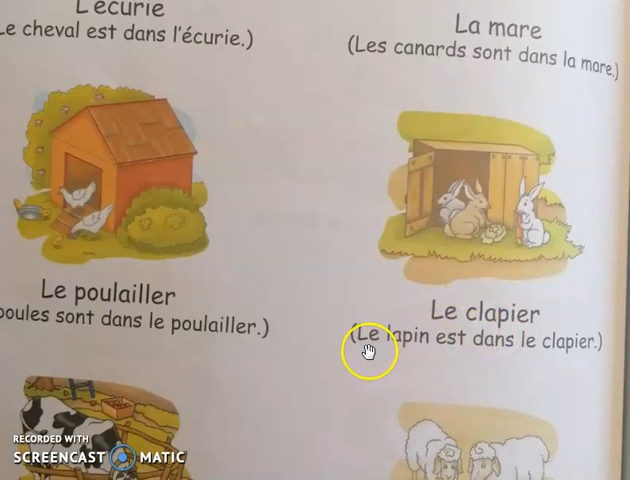 L'écurie
Le cheval est dans l'écurie.)
La mare
(Les canards sont dans la mare.)
Le poulailler
poules sont dans le poulailler.)
Le clapier
(Le lapin est dans le clapier.)
RECORDED WITH
SCREENCAST MATIC